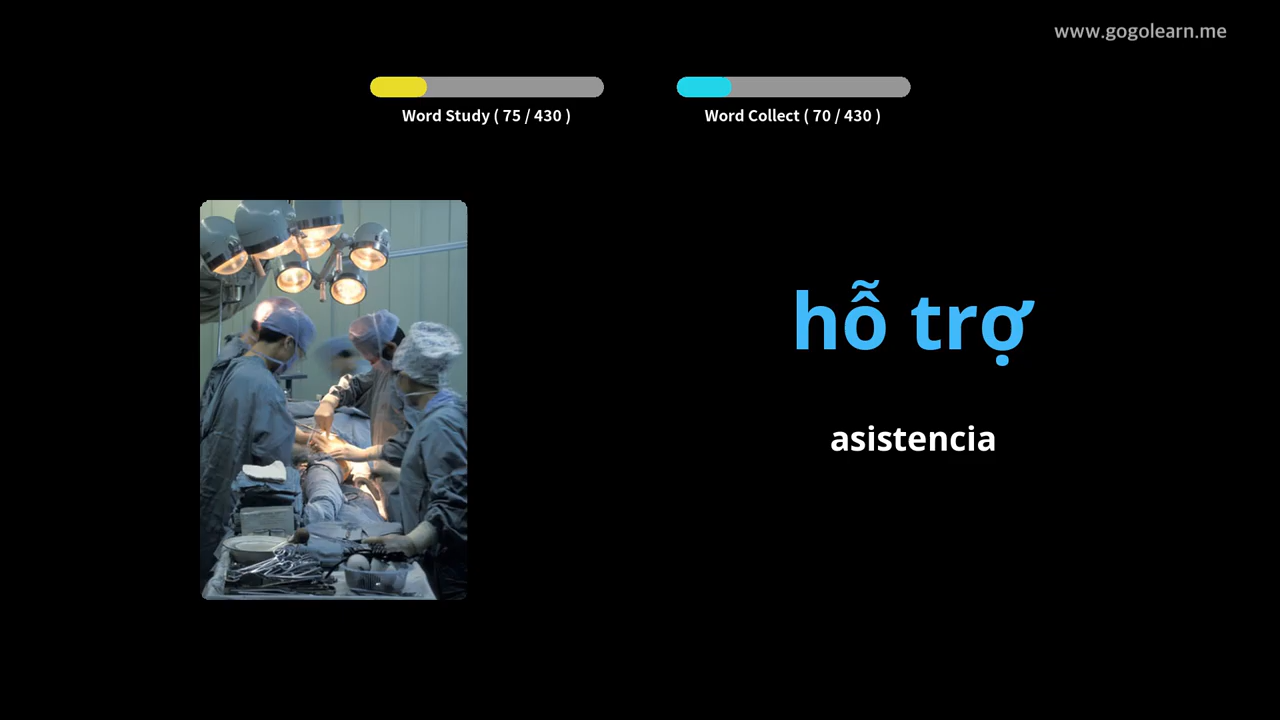 www.gogolearn.me
Word Study ( 75 / 430 )
Word Collect ( 70 / 430 )
hỗ trợ
asistencia